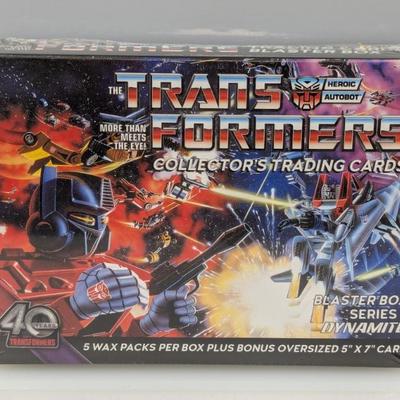 THE
TRANS
FORMERS
HEROIC
AUTOBOT
MORE THAN
MEETS
THE EYE!
COLLECTOR'S TRADING CARDS
BLASTER BOX
SERIES
DYNAMITE
40
YEARS
TRANSFORMERS
5 WAX PACKS PER BOX PLUS BONUS OVERSIZED 5" X 7" CAR